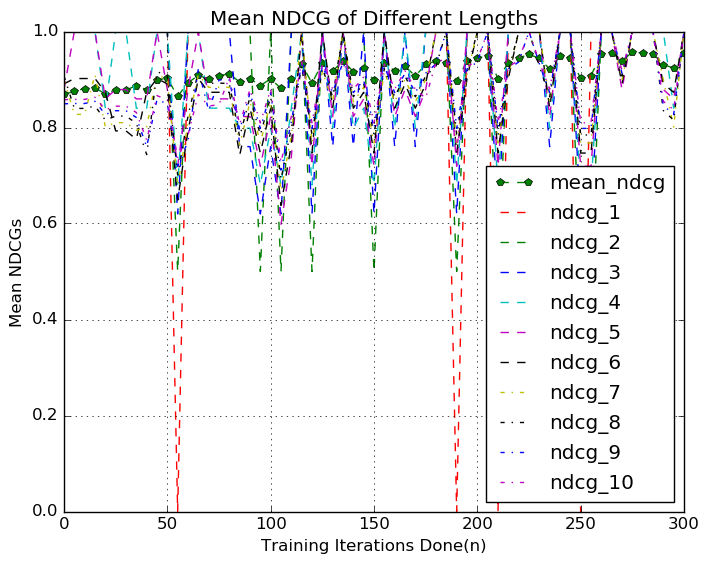 Mean NDCG of Different Lengths
Mean NDCGs
1.0
0.8
0.6
0.4
0.2
0.0
0
50
100
150
200
250
300
Training Iterations Done(n)
mean_ndcg
ndcg_1
ndcg_2
ndcg_3
ndcg_4
ndcg_5
ndcg_6
ndcg_7
ndcg_8
ndcg_9
ndcg_10